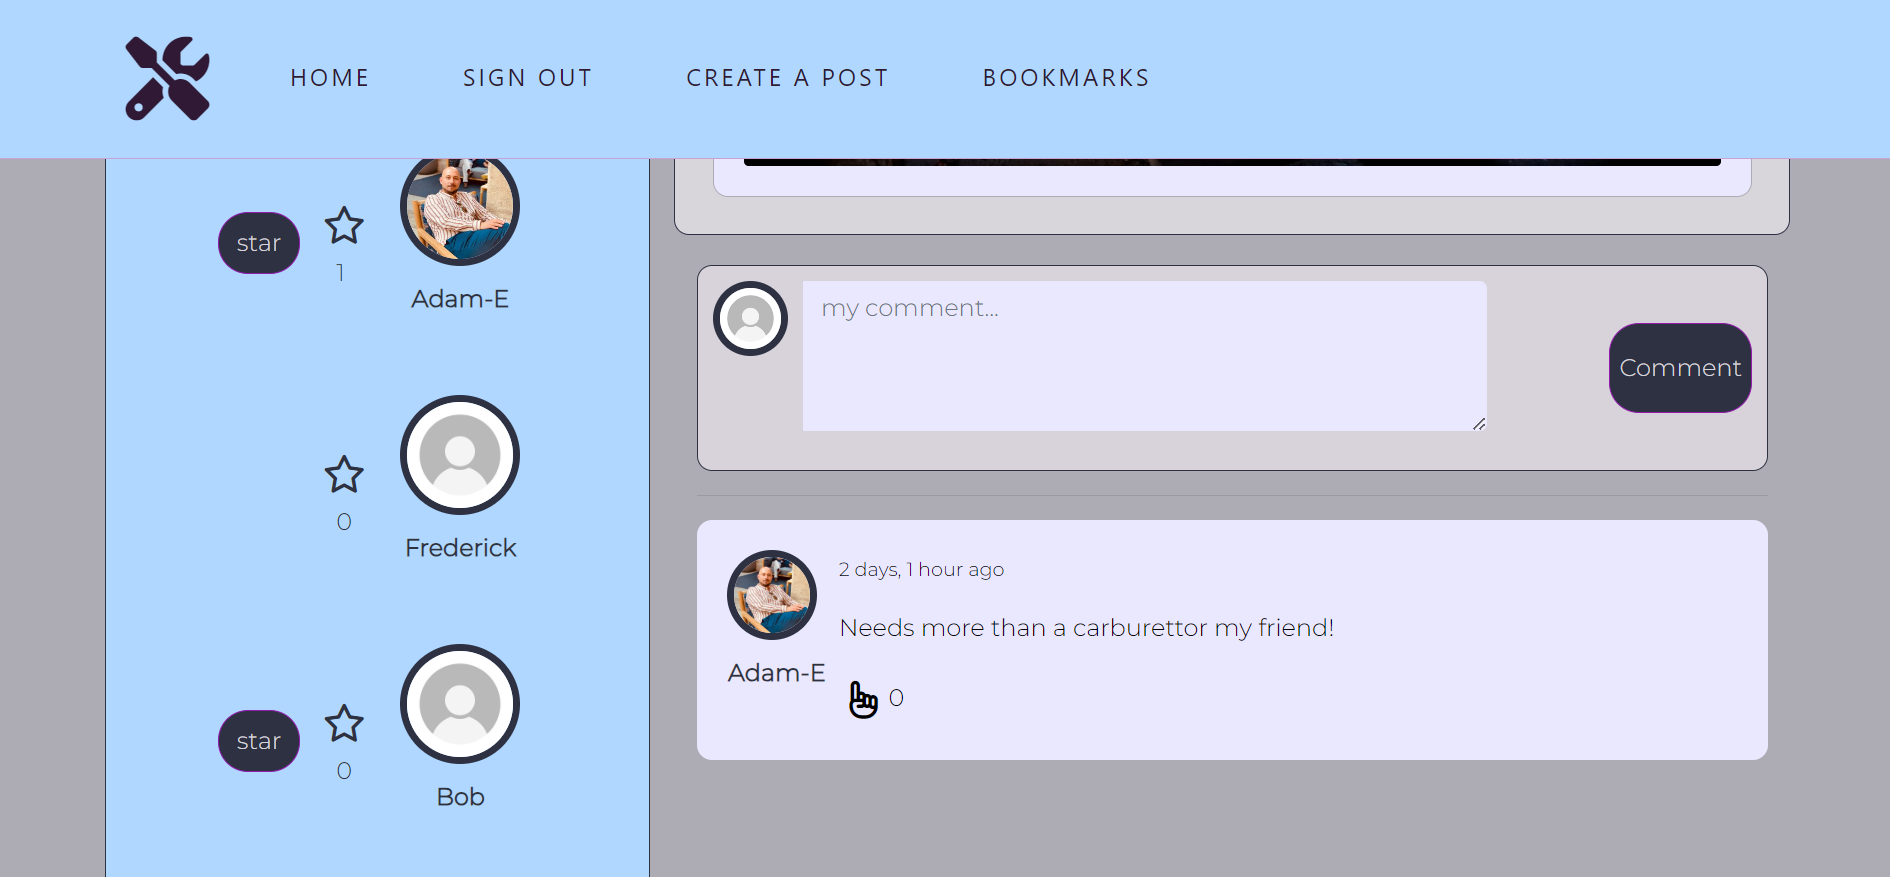 HOME
SIGN OUT
CREATE A POST
BOOKMARKS
star
1
Adam-E
0
Frederick
star
0
Bob
my comment...
Comment
2 days, 1 hour ago
Needs more than a carburettor my friend!
Adam-E
0